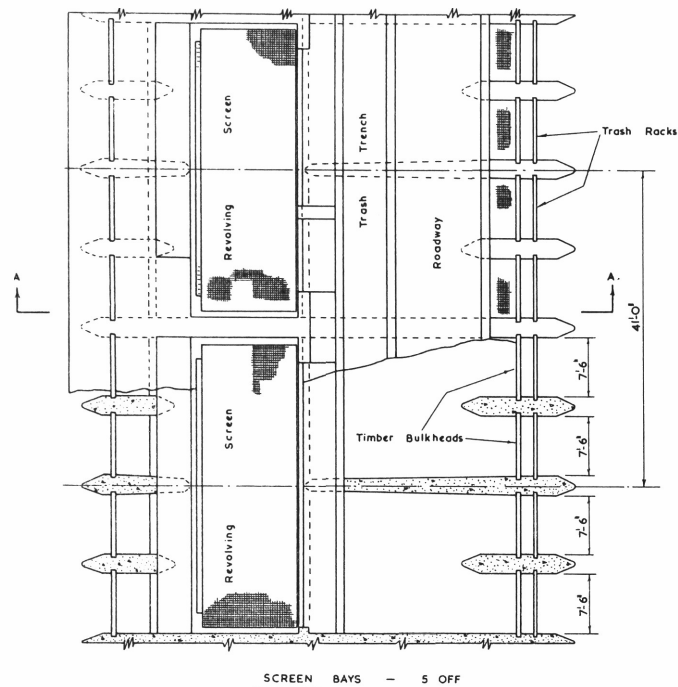 Screen
Revolving
Trench
Trash
Roadway
Trash Racks
A
A.
41'-0"
7'-6"
Timber Bulkheads
7'-6"
Screen
Revolving
7'-6"
7'-6"
SCREEN BAYS — 5 OFF